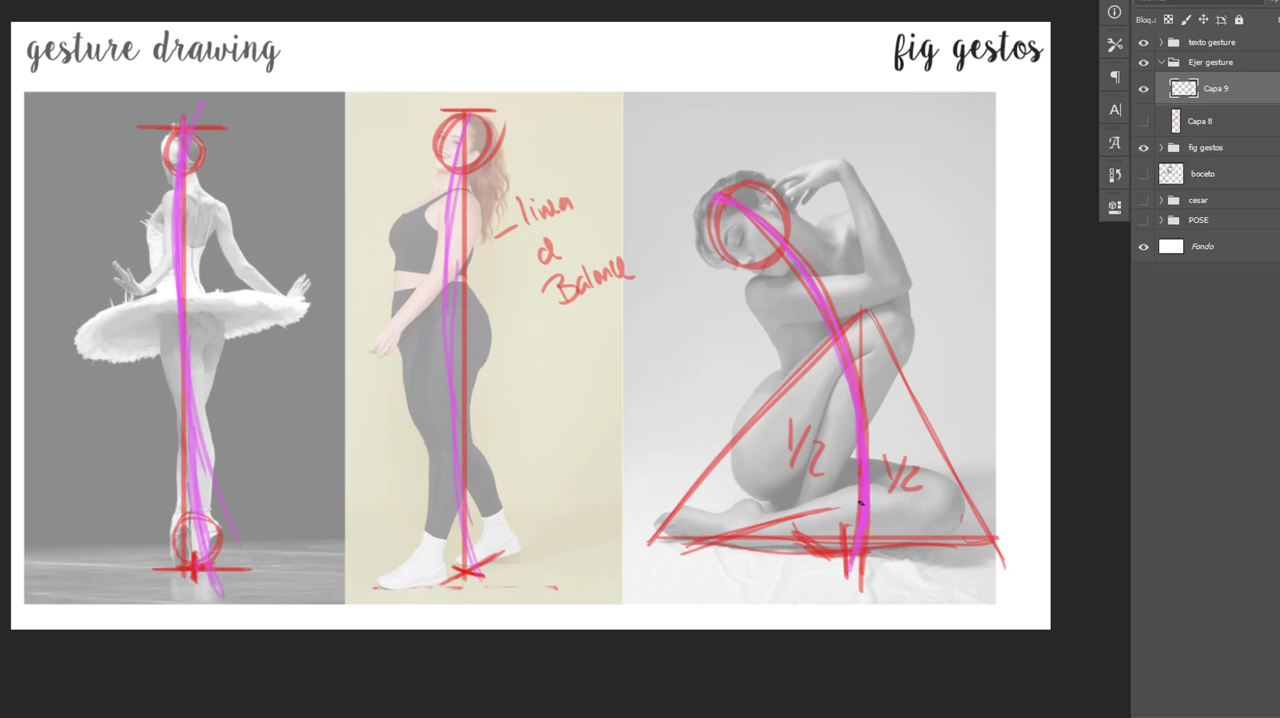 gesture drawing
fig gestos
linea
d
Balance
1/2
1/2
Bloq.:
texto gesture
Ejer gesture
Capa 9
Capa 8
fig gestos
boceto
cesar
POSE
Fondo